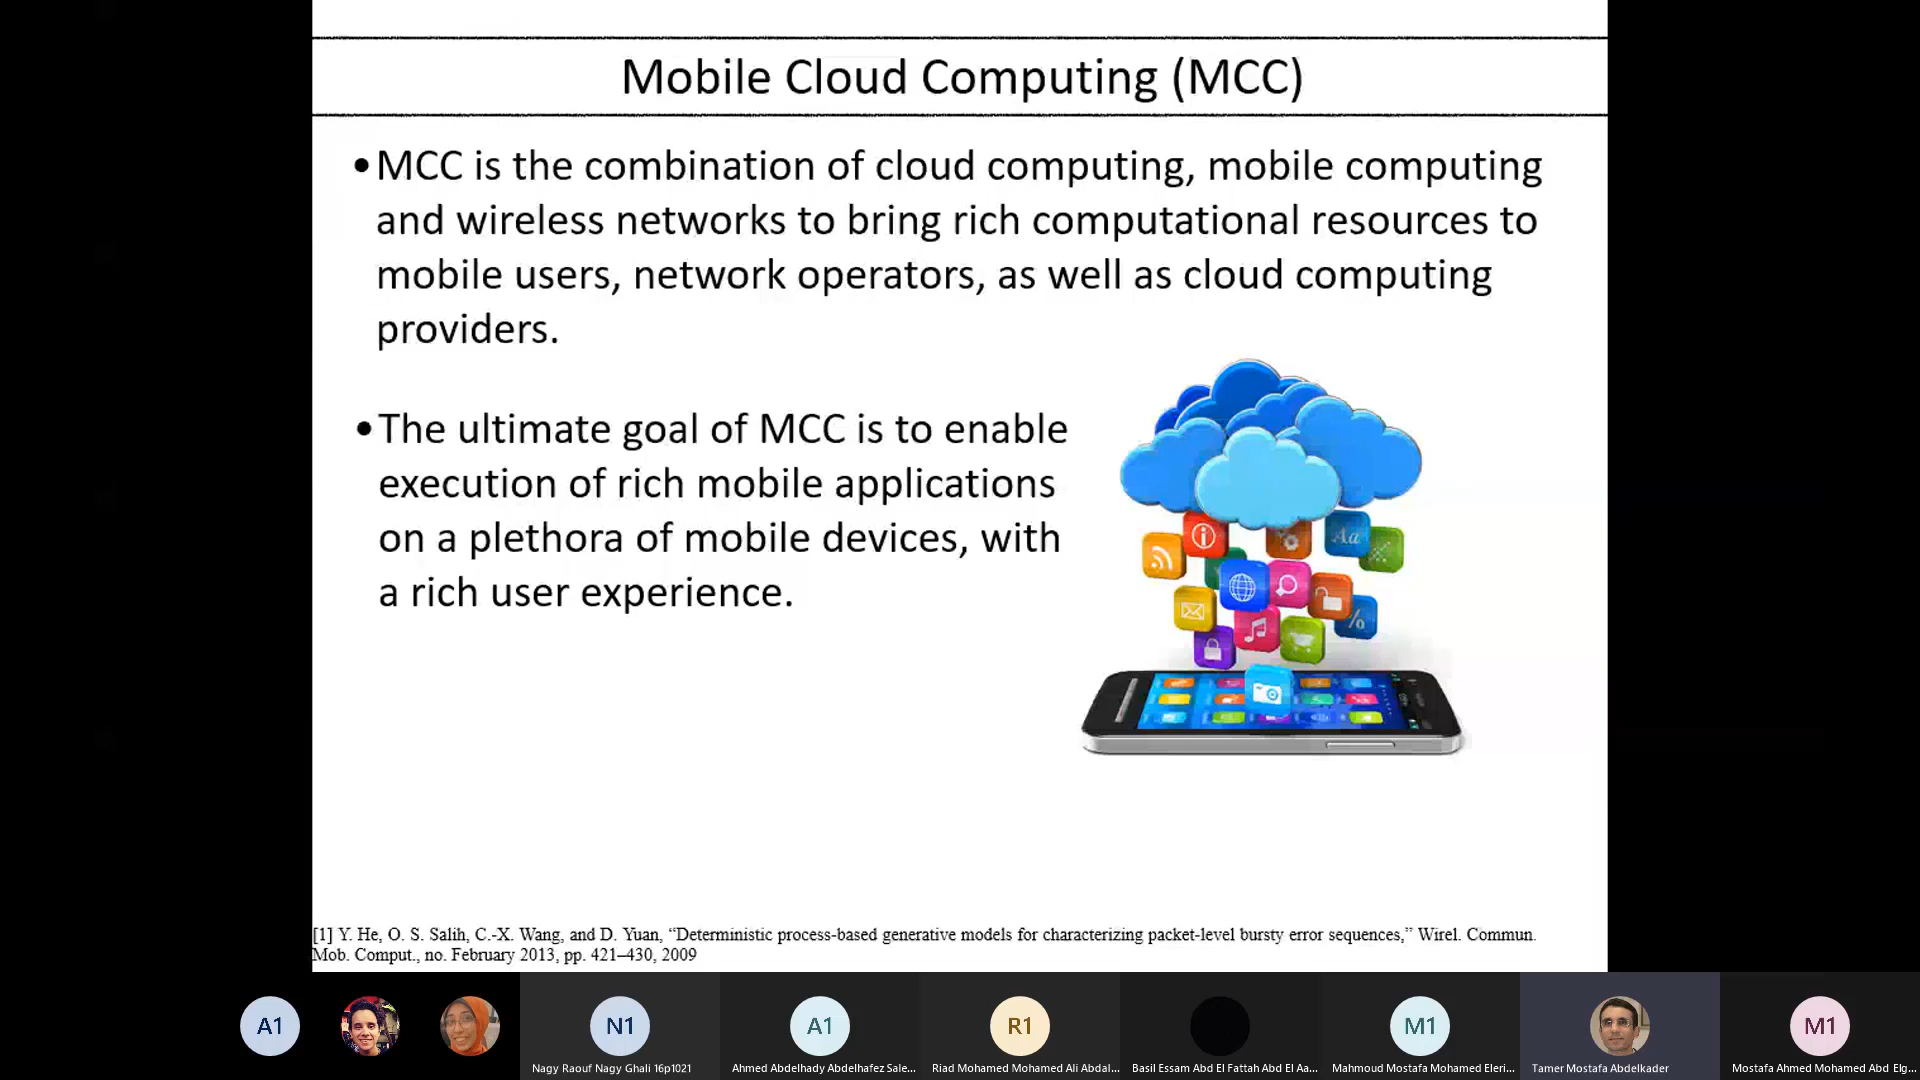 Mobile Cloud Computing (MCC)
•MCC is the combination of cloud computing, mobile computing
and wireless networks to bring rich computational resources to
mobile users, network operators, as well as cloud computing
providers.
•The ultimate goal of MCC is to enable
execution of rich mobile applications
on a plethora of mobile devices, with
a rich user experience.
Aa
%
[1] Y. He, O. S. Salih, C.-X. Wang, and D. Yuan, “Deterministic process-based generative models for characterizing packet-level bursty error sequences,” Wirel. Commun.
Mob. Comput., no. February 2013, pp. 421–430, 2009
A1
N1
A1
R1
M1
M1
Nagy Raouf Nagy Ghali 16p1021
Ahmed Abdelhady Abdelhafez Sale...
Riad Mohamed Mohamed Ali Abdal...
Basil Essam Abd El Fattah Abd El Aa...
Mahmoud Mostafa Mohamed Eleri...
Tamer Mostafa Abdelkader
Mostafa Ahmed Mohamed Abd Elg...